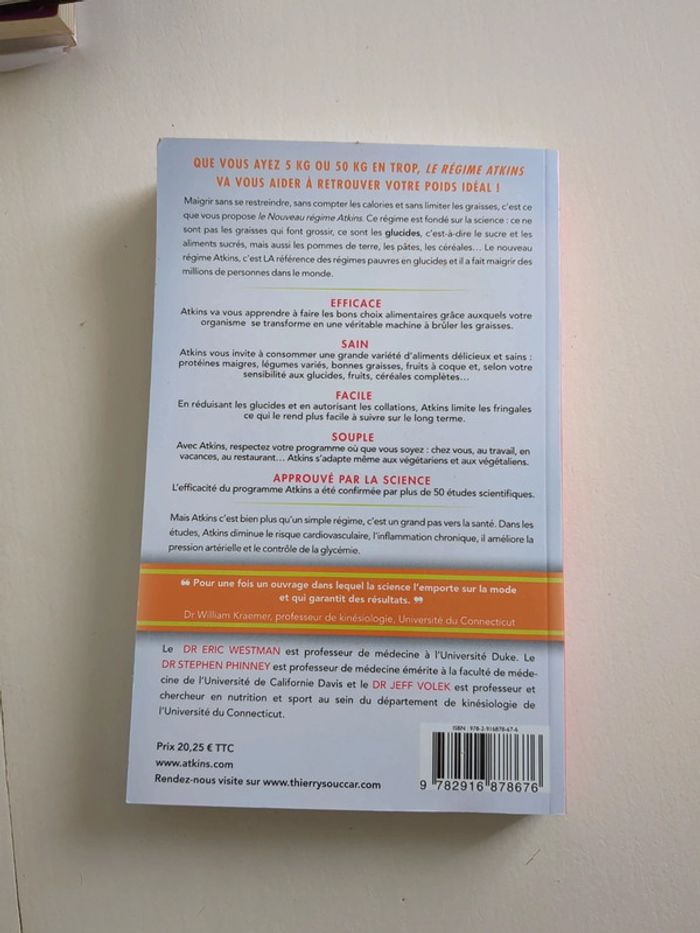 QUE VOUS AYEZ 5 KG OU 50 KG EN TROP, LE RÉGIME ATKINS
VA VOUS AIDER À RETROUVER VOTRE POIDS IDÉAL !
Maigrir sans se restreindre, sans compter les calories et sans limiter les graisses, c'est ce
que vous propose le Nouveau régime Atkins. Ce régime est fondé sur la science : ce ne
sont pas les graisses qui font grossir, ce sont les glucides, c'est-à-dire le sucre et les
aliments sucrés, mais aussi les pommes de terre, les pâtes, les céréales... Le nouveau
régime Atkins, c'est LA référence des régimes pauvres en glucides et il a fait maigrir des
millions de personnes dans le monde.
EFFICACE
Atkins va vous apprendre à faire les bons choix alimentaires grâce auxquels votre
organisme se transforme en une véritable machine à brûler les graisses.
SAIN
Atkins vous invite à consommer une grande variété d'aliments délicieux et sains :
protéines maigres, légumes variés, bonnes graisses, fruits à coque et, selon votre
sensibilité aux glucides, fruits, céréales complètes...
FACILE
En réduisant les glucides et en autorisant les collations, Atkins limite les fringales
ce qui le rend plus facile à suivre sur le long terme.
SOUPLE
Avec Atkins, respectez votre programme où que vous soyez : chez vous, au travail, en
vacances, au restaurant... Atkins s'adapte même aux végétariens et aux végétaliens.
APPROUVÉ PAR LA SCIENCE
L'efficacité du programme Atkins a été confirmée par plus de 50 études scientifiques.
Mais Atkins c'est bien plus qu'un simple régime, c'est un grand pas vers la santé. Dans les
études, Atkins diminue le risque cardiovasculaire, l'inflammation chronique, il améliore la
pression artérielle et le contrôle de la glycémie.
❝ Pour une fois un ouvrage dans lequel la science l'emporte sur la mode
et qui garantit des résultats. ❞
Dr William Kraemer, professeur de kinésiologie, Université du Connecticut
Le DR ERIC WESTMAN est professeur de médecine à l'Université Duke. Le
DR STEPHEN PHINNEY est professeur de médecine émérite à la faculté de méde-
cine de l'Université de Californie Davis et le DR JEFF VOLEK est professeur et
chercheur en nutrition et sport au sein du département de kinésiologie de
l'Université du Connecticut.
Prix 20,25 € TTC
www.atkins.com
Rendez-nous visite sur www.thierrysouccar.com
ISBN : 978-2-916878-67-6
9 782916 878676